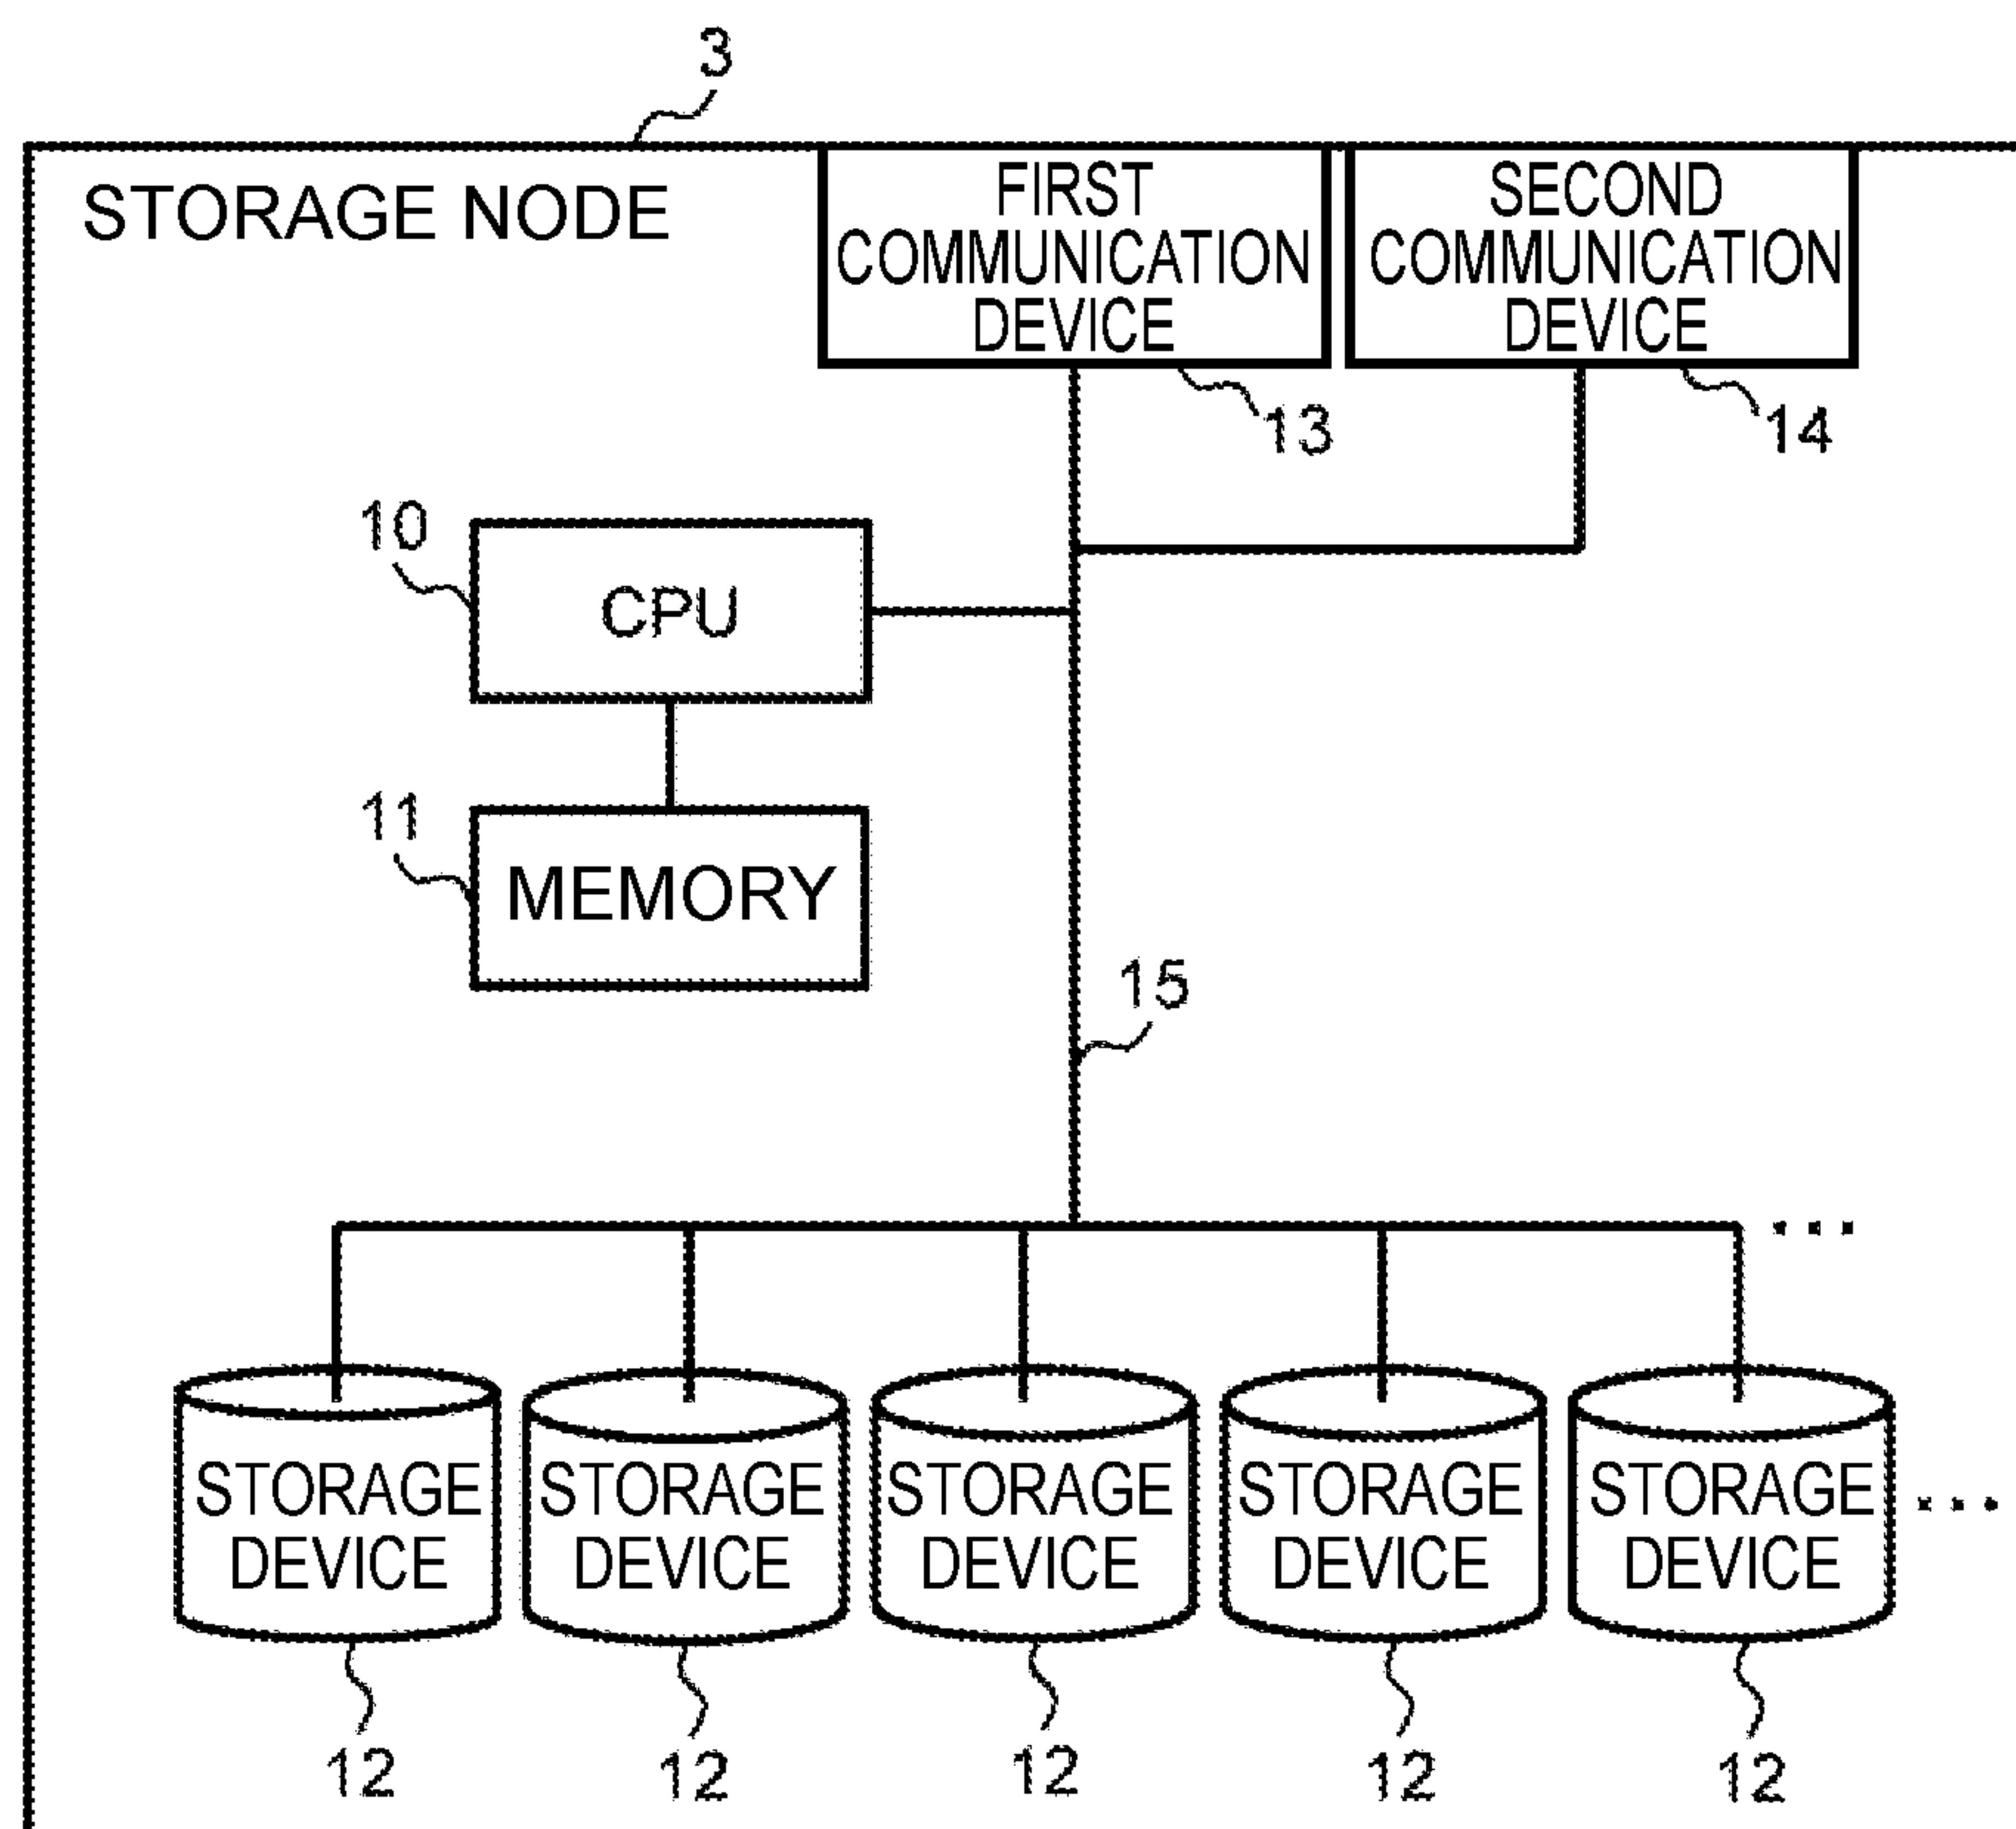 3
STORAGE NODE
FIRST
COMMUNICATION
DEVICE
SECOND
COMMUNICATION
DEVICE
13
14
10
CPU
11
MEMORY
15
...
STORAGE
DEVICE
STORAGE
DEVICE
STORAGE
DEVICE
STORAGE
DEVICE
STORAGE
DEVICE
...
12
12
12
12
12